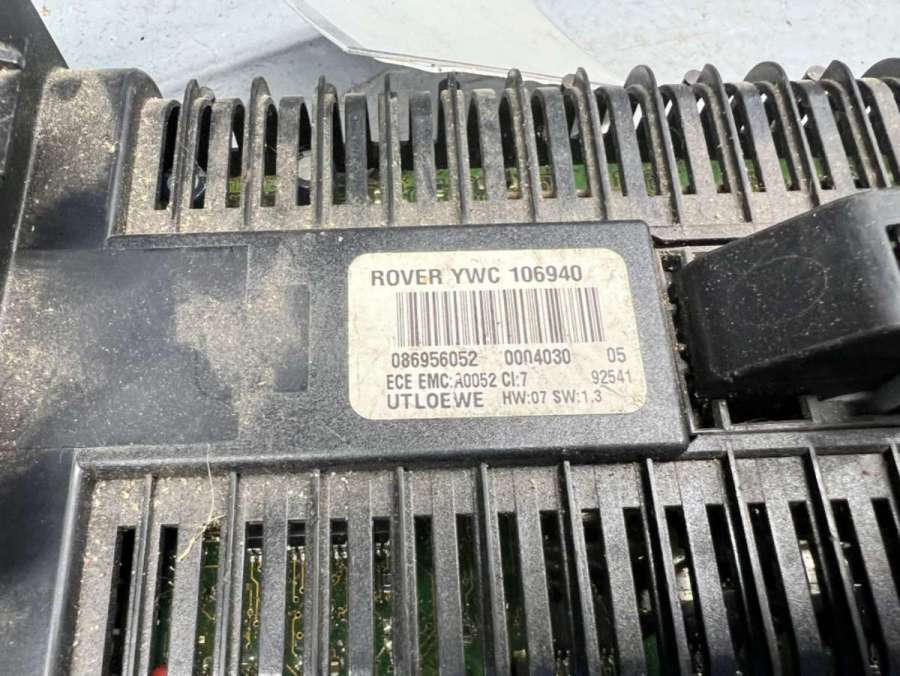 ROVER YWC 106940
086956052 0004030 05
ECE EMC:A0052 CI:7 92541
UTLOEWE HW:07 SW:1.3